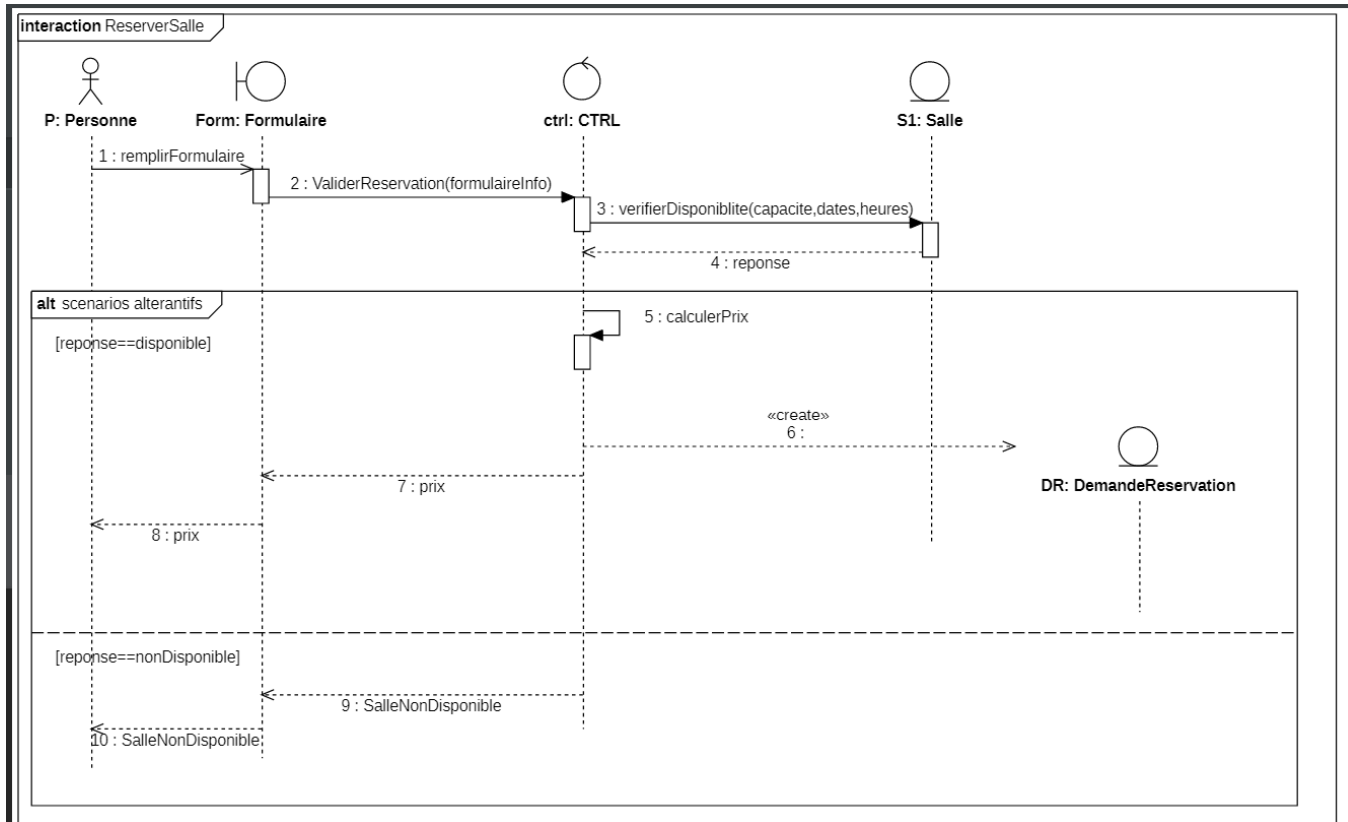 interaction ReserverSalle
P: Personne
Form: Formulaire
ctrl: CTRL
S1: Salle
1 : remplirFormulaire
2 : ValiderReservation(formulaireInfo)
3 : verifierDisponiblite(capacite,dates,heures)
4 : reponse
alt scenarios alterantifs
5 : calculerPrix
[reponse==disponible]
«create»
6 :
7 : prix
DR: DemandeReservation
8 : prix
[reponse==nonDisponible]
9 : SalleNonDisponible
10 : SalleNonDisponible